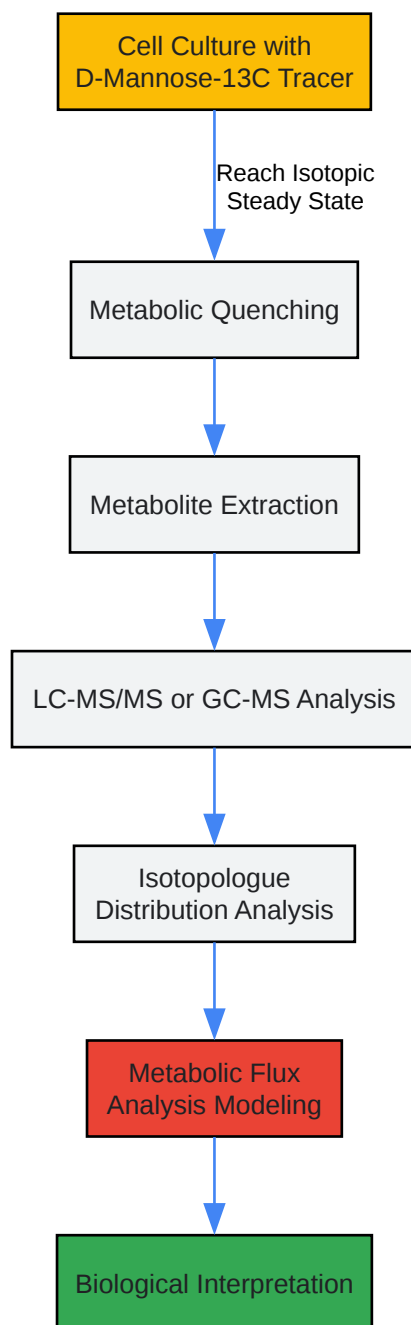 Cell Culture with
D-Mannose-13C Tracer
Reach Isotopic
Steady State
Metabolic Quenching
Metabolite Extraction
LC-MS/MS or GC-MS Analysis
Isotopologue
Distribution Analysis
Metabolic Flux
Analysis Modeling
Biological Interpretation